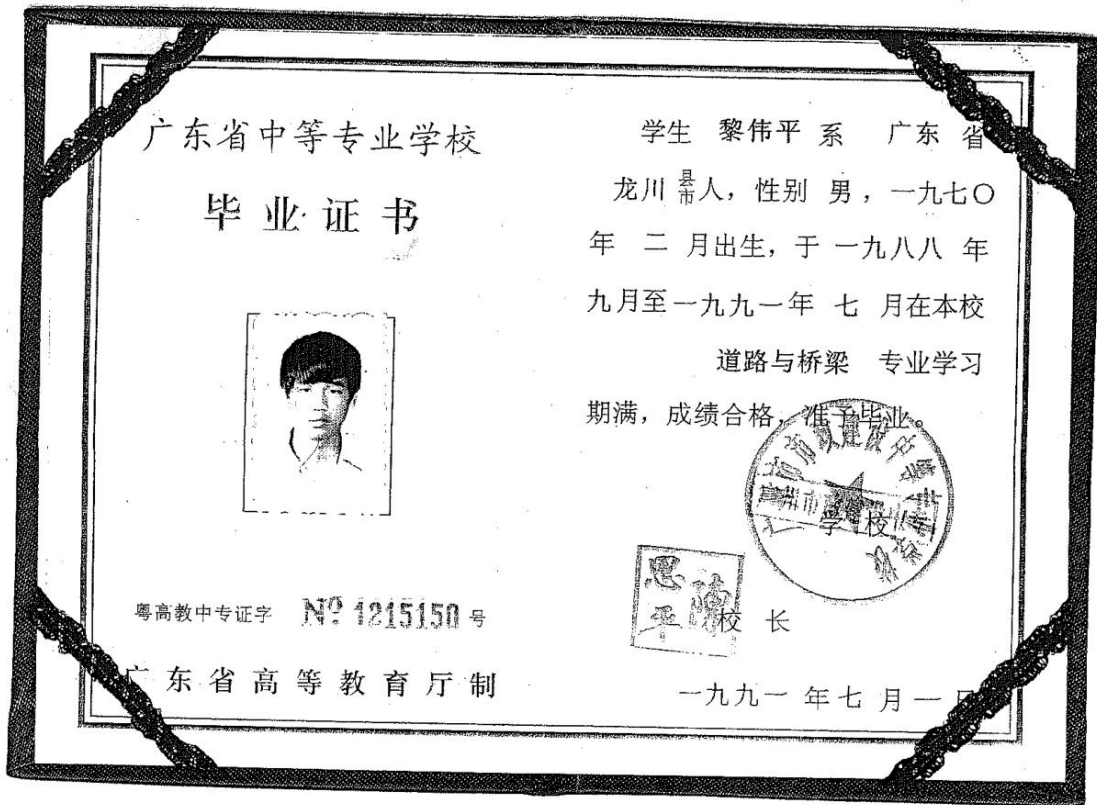 广东省中等专业学校
毕业证书
粤高教中专证字 № 1215150 号
广东省高等教育厅制
学生 黎伟平 系 广东 省
龙川 县市人，性别 男，一九七〇
年 二 月出生，于 一九八八 年
九月至一九九一年 七 月在本校
道路与桥梁 专业学习
期满，成绩合格，准予毕业。
学校
校 长
陈思平
一九九一 年七 月一日